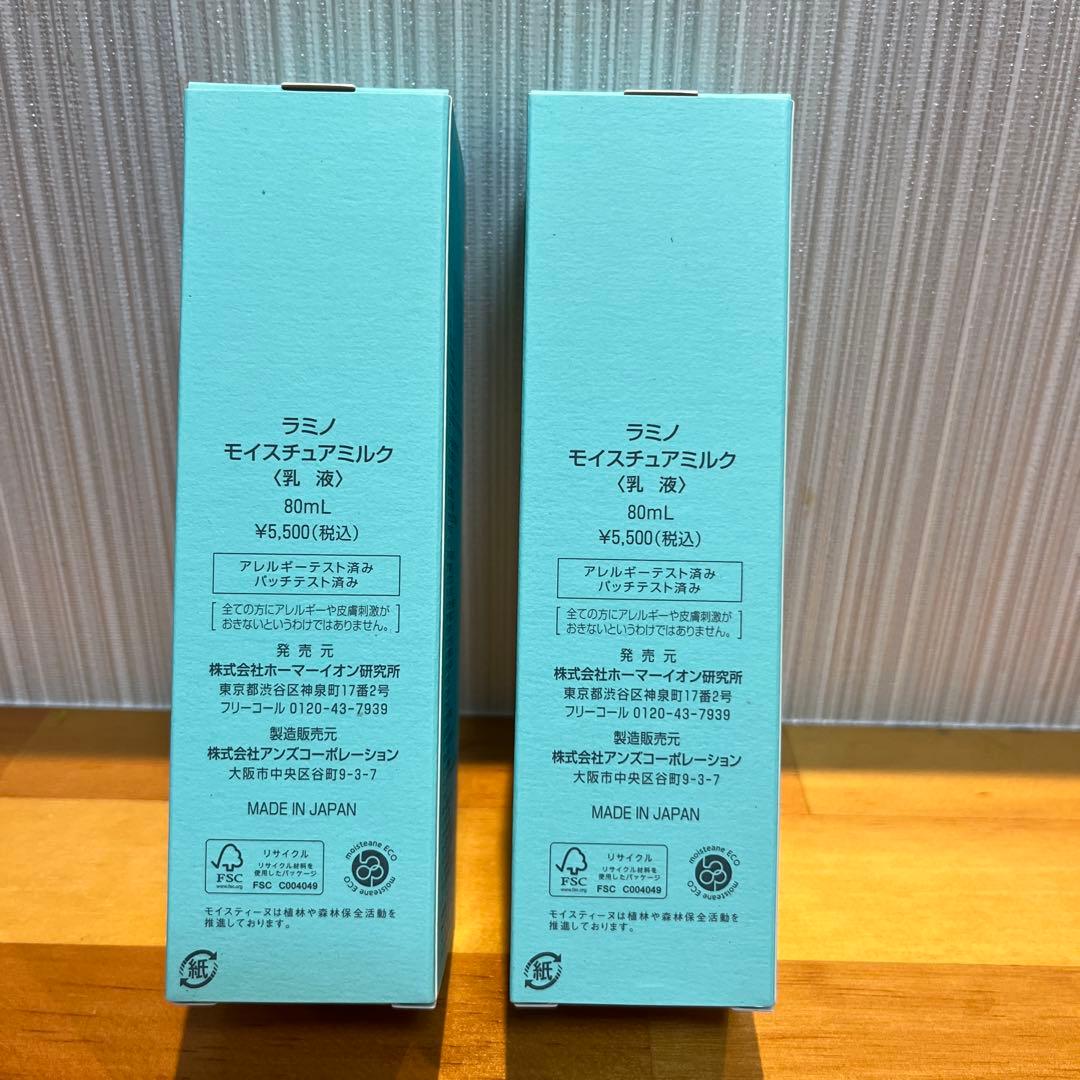 ラミノ
モイスチュアミルク
〈乳 液〉
80mL
¥5,500(税込)
アレルギーテスト済み
パッチテスト済み
全ての方にアレルギーや皮膚刺激が
おきないというわけではありません。
発売元
株式会社ホーマーイオン研究所
東京都渋谷区神泉町17番2号
フリーコール 0120-43-7939
製造販売元
株式会社アンズコーポレーション
大阪市中央区谷町9-3-7
MADE IN JAPAN
FSC
www.fsc.org
リサイクル
リサイクル材料を
使用したパッケージ
FSC C004049
moisteane ECO
moisteane ECO
モイスティーヌは植林や森林保全活動を
推進しております。
紙
ラミノ
モイスチュアミルク
〈乳 液〉
80mL
¥5,500(税込)
アレルギーテスト済み
パッチテスト済み
全ての方にアレルギーや皮膚刺激が
おきないというわけではありません。
発売元
株式会社ホーマーイオン研究所
東京都渋谷区神泉町17番2号
フリーコール 0120-43-7939
製造販売元
株式会社アンズコーポレーション
大阪市中央区谷町9-3-7
MADE IN JAPAN
FSC
www.fsc.org
リサイクル
リサイクル材料を
使用したパッケージ
FSC C004049
moisteane ECO
moisteane ECO
モイスティーヌは植林や森林保全活動を
推進しております。
紙